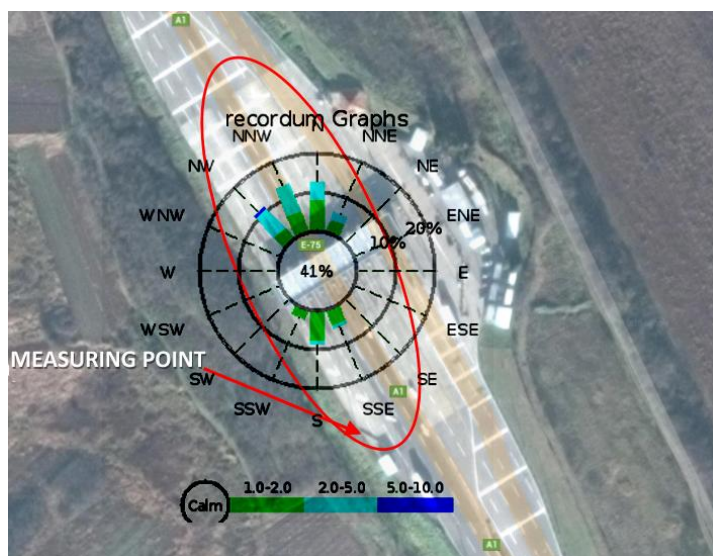 A1
recordum Graphs
N
NNW
NNE
NW
NE
WNW
ENE
20%
10%
E-75
W
41%
E
WSW
ESE
MEASURING POINT
SW
A1
SE
SSW
SSE
S
1.0-2.0
2.0-5.0
5.0-10.0
Calm
A1